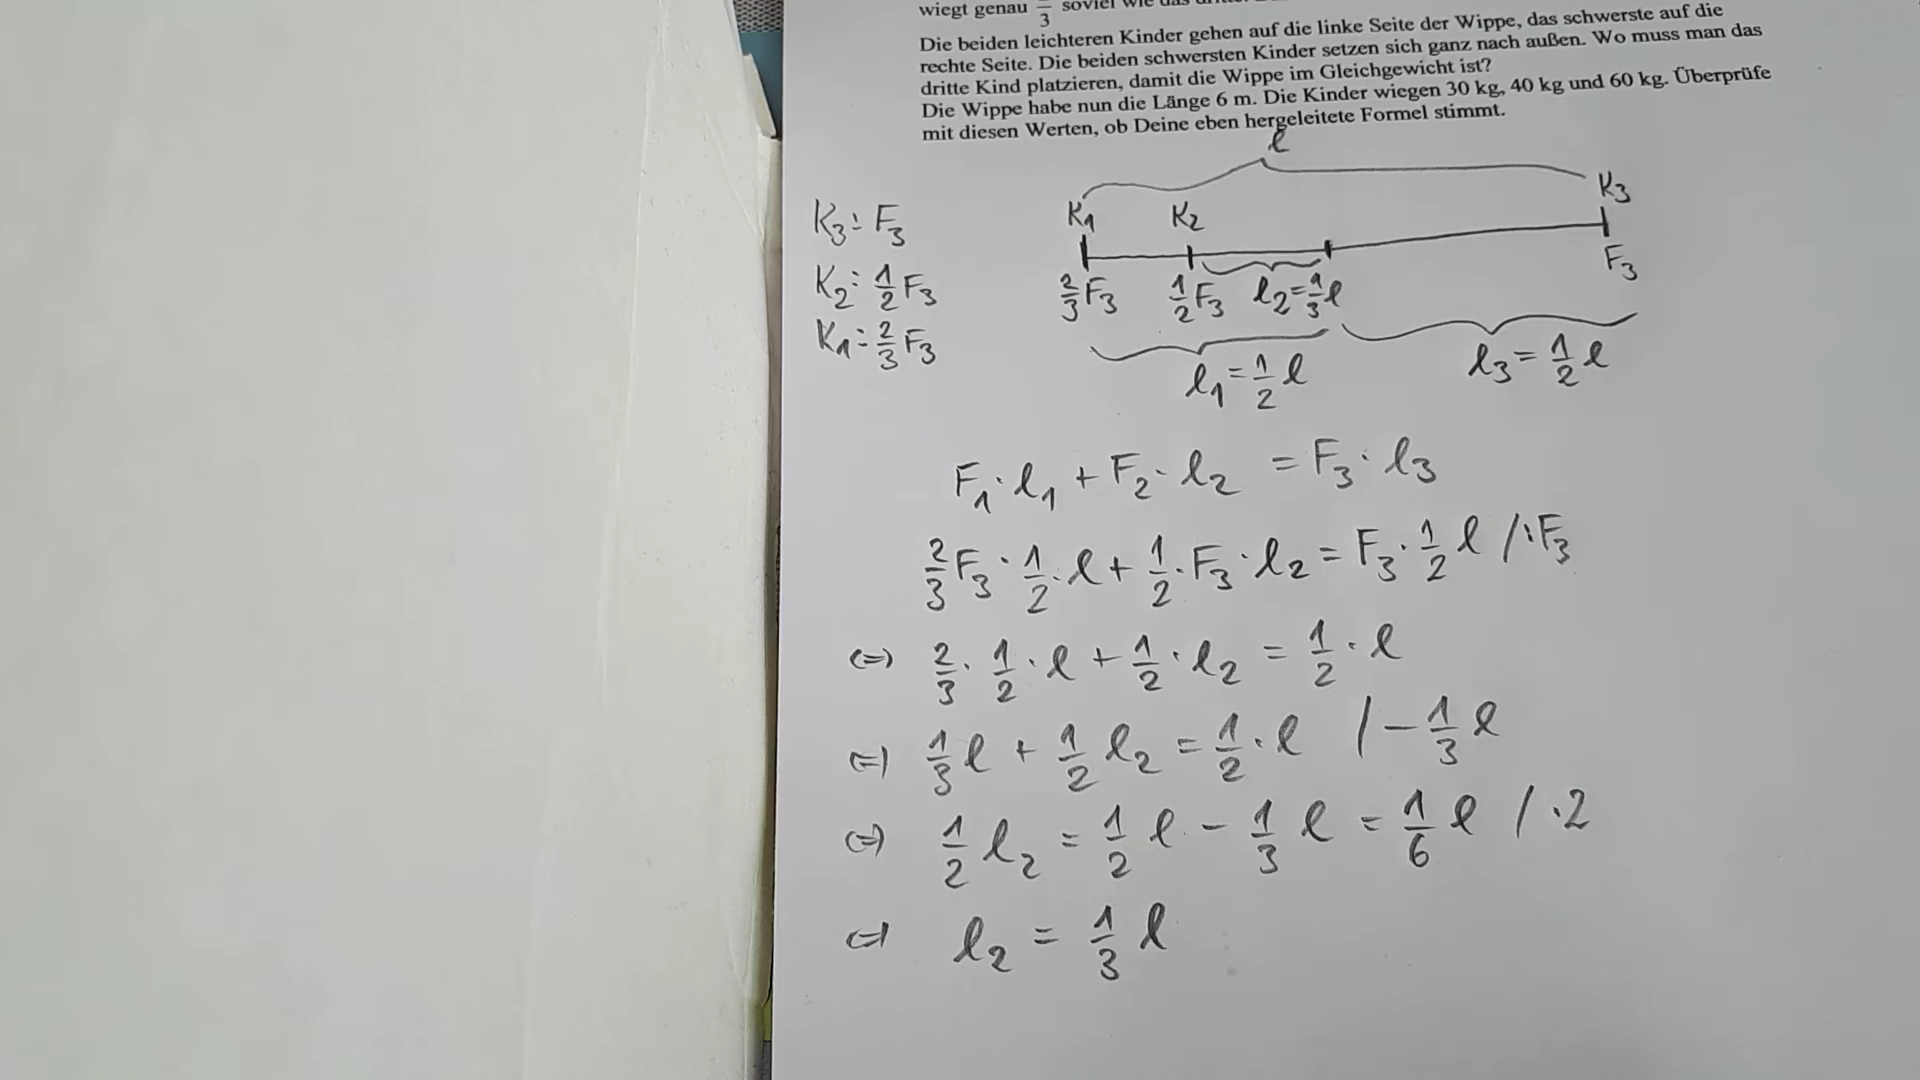 wiegt genau — soviel wie das
3
Die beiden leichteren Kinder gehen auf die linke Seite der Wippe, das schwerste auf die
rechte Seite. Die beiden schwersten Kinder setzen sich ganz nach außen. Wo muss man das
dritte Kind platzieren, damit die Wippe im Gleichgewicht ist?
Die Wippe habe nun die Länge 6 m. Die Kinder wiegen 30 kg, 40 kg und 60 kg. Überprüfe
mit diesen Werten, ob Deine eben hergeleitete Formel stimmt.
l
K₃: F₃
K₂: 1/2 F₃
K₁: 2/3 F₃
K₁ K₂ K₃
2/3 F₃ 1/2 F₃ l₂=1/3 l F₃
l₁=1/2 l l₃=1/2 l
F₁·l₁ + F₂·l₂ = F₃·l₃
2/3 F₃·1/2·l + 1/2·F₃·l₂ = F₃·1/2 l /:F₃
(=) 2/3·1/2·l + 1/2·l₂ = 1/2·l
(=) 1/3 l + 1/2 l₂ = 1/2·l /-1/3 l
(=) 1/2 l₂ = 1/2 l - 1/3 l = 1/6 l /·2
(=) l₂ = 1/3 l